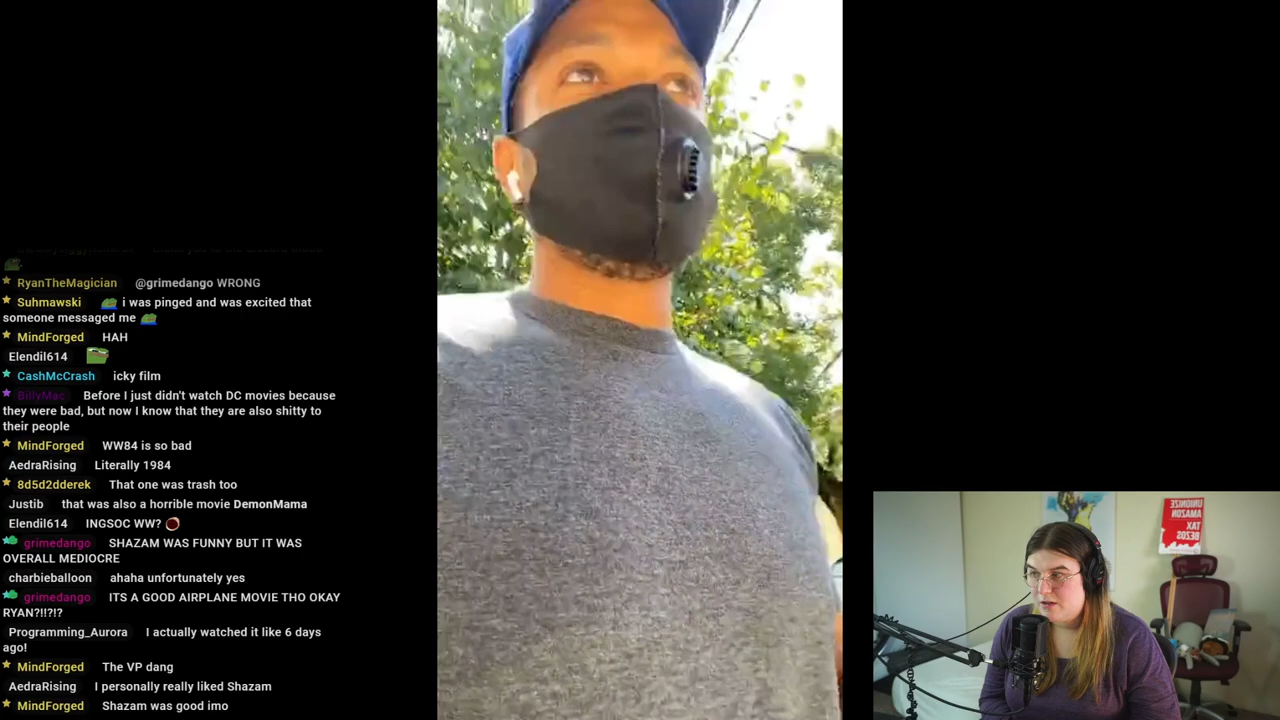 RyanTheMagician @grimedango WRONG
Suhmawski i was pinged and was excited that
someone messaged me
MindForged HAH
Elendil614
CashMcCrash icky film
BillyMac Before I just didn't watch DC movies because
they were bad, but now I know that they are also shitty to
their people
MindForged WW84 is so bad
AedraRising Literally 1984
8d5d2dderek That one was trash too
Justib that was also a horrible movie DemonMama
Elendil614 INGSOC WW?
grimedango SHAZAM WAS FUNNY BUT IT WAS
OVERALL MEDIOCRE
charbieballoon ahaha unfortunately yes
grimedango ITS A GOOD AIRPLANE MOVIE THO OKAY
RYAN?!!?!?
Programming_Aurora I actually watched it like 6 days
ago!
MindForged The VP dang
AedraRising I personally really liked Shazam
MindForged Shazam was good imo
UNIONIZE
AMAZON
TAX
BEZOS